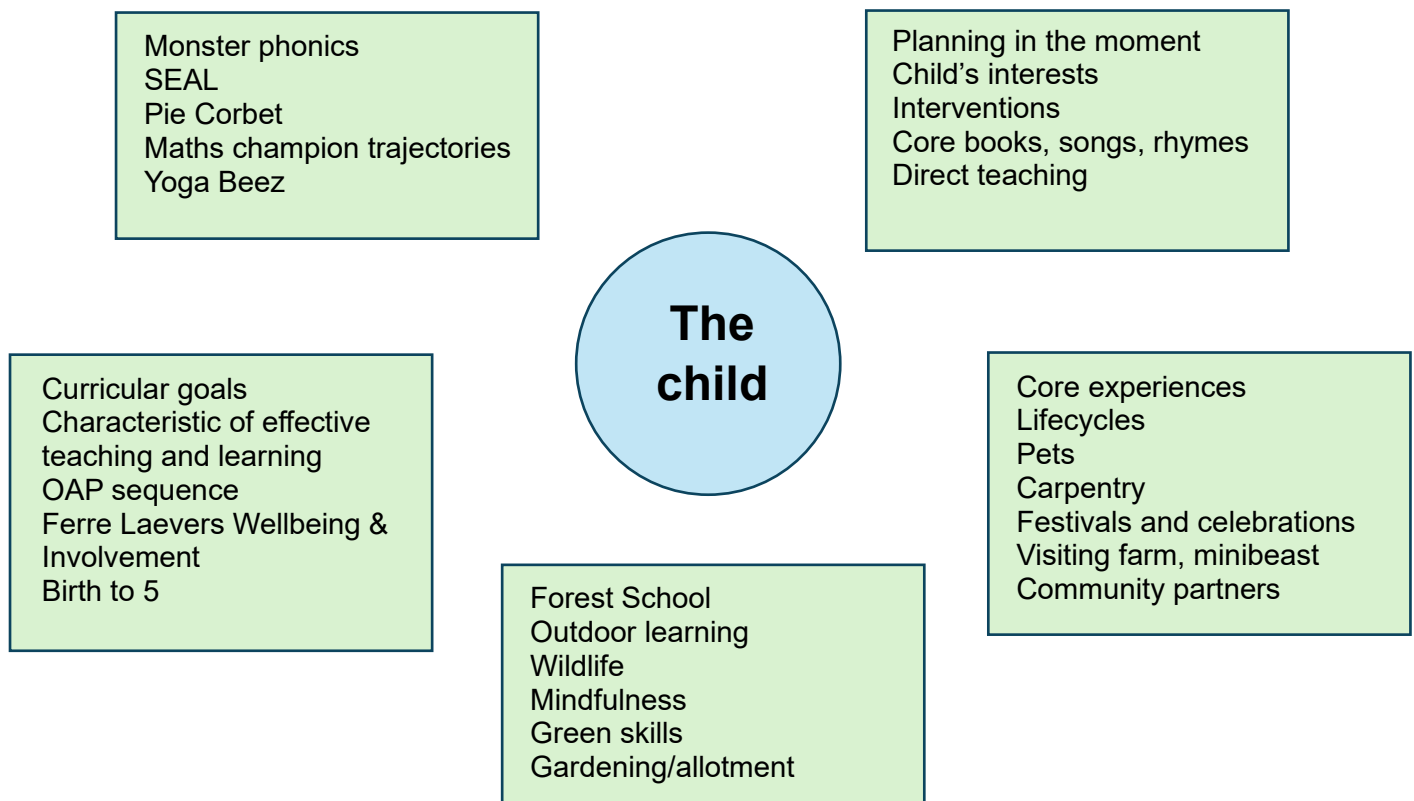 Monster phonics
SEAL
Pie Corbet
Maths champion trajectories
Yoga Beez
Planning in the moment
Child’s interests
Interventions
Core books, songs, rhymes
Direct teaching
The
child
Curricular goals
Characteristic of effective
teaching and learning
OAP sequence
Ferre Laevers Wellbeing &
Involvement
Birth to 5
Core experiences
Lifecycles
Pets
Carpentry
Festivals and celebrations
Visiting farm, minibeast
Community partners
Forest School
Outdoor learning
Wildlife
Mindfulness
Green skills
Gardening/allotment